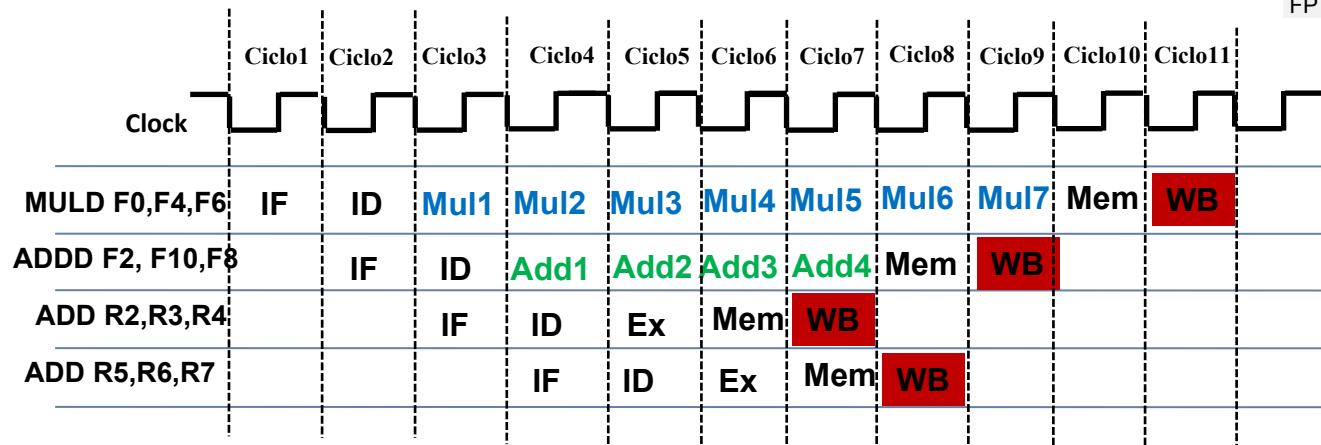 FP
Ciclo1 Ciclo2 Ciclo3 Ciclo4 Ciclo5 Ciclo6 Ciclo7 Ciclo8 Ciclo9 Ciclo10 Ciclo11
Clock
MULD F0,F4,F6 IF ID Mul1 Mul2 Mul3 Mul4 Mul5 Mul6 Mul7 Mem WB
ADDD F2, F10,F8 IF ID Add1 Add2 Add3 Add4 Mem WB
ADD R2,R3,R4 IF ID Ex Mem WB
ADD R5,R6,R7 IF ID Ex Mem WB